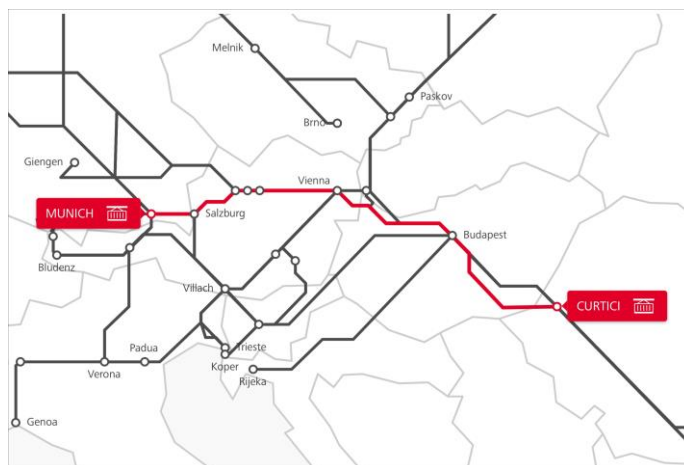 Melnik
Paskov
Brno
Giengen
Vienna
MUNICH
Salzburg
Budapest
Bludenz
Villach
CURTICI
Padua
Trieste
Koper
Verona
Rijeka
Genoa